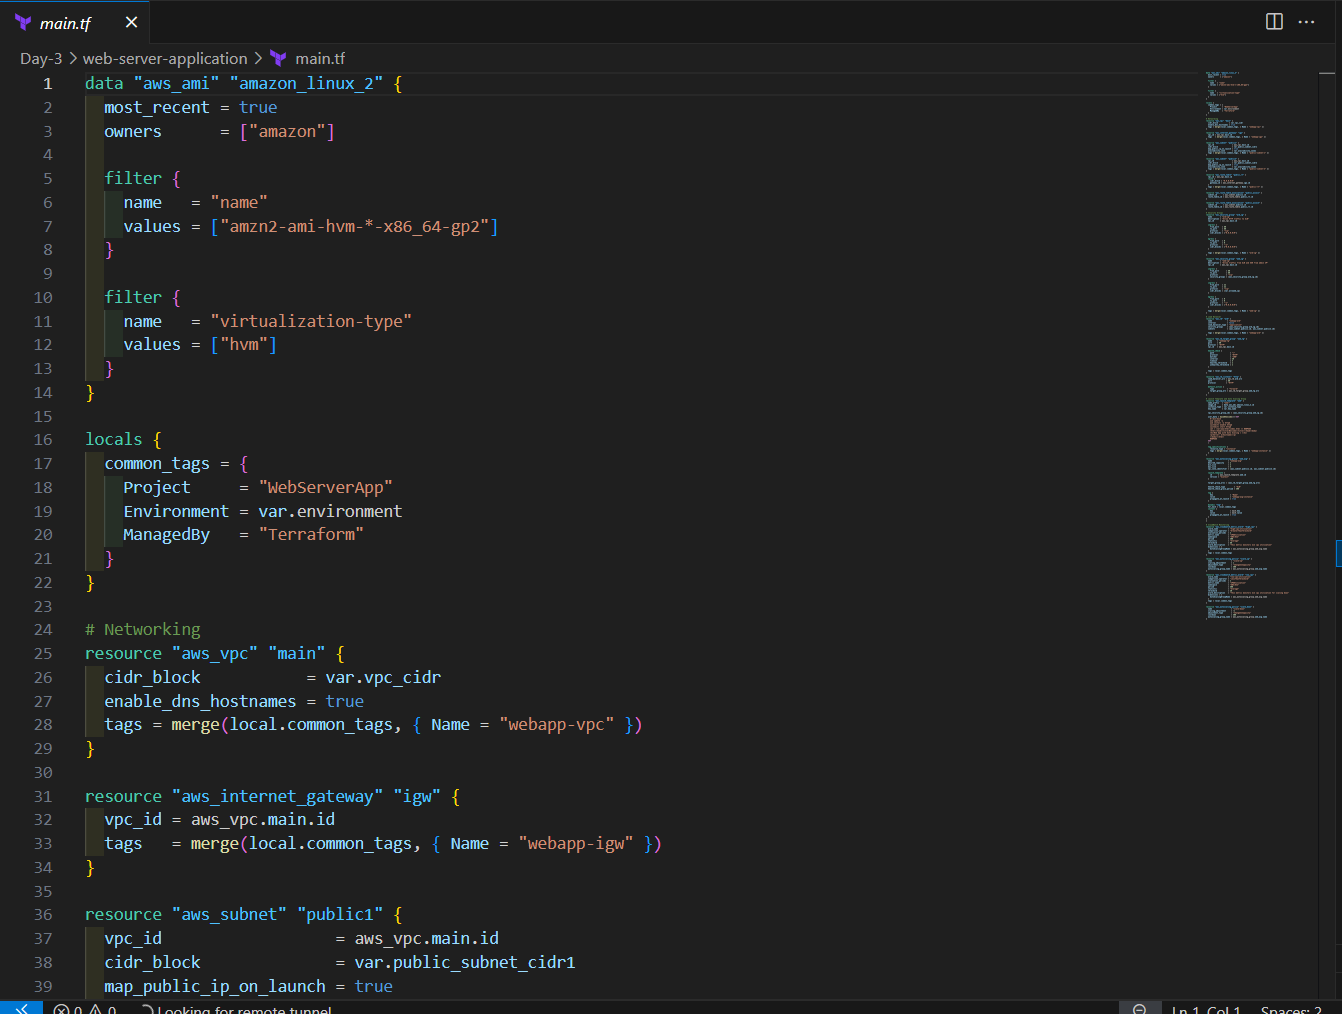 main.tf
Day-3 > web-server-application > main.tf
1 data "aws_ami" "amazon_linux_2" {
2   most_recent = true
3   owners      = ["amazon"]
4
5   filter {
6     name   = "name"
7     values = ["amzn2-ami-hvm-*-x86_64-gp2"]
8   }
9
10   filter {
11     name   = "virtualization-type"
12     values = ["hvm"]
13   }
14 }
15
16 locals {
17   common_tags = {
18     Project     = "WebServerApp"
19     Environment = var.environment
20     ManagedBy   = "Terraform"
21   }
22 }
23
24 # Networking
25 resource "aws_vpc" "main" {
26   cidr_block           = var.vpc_cidr
27   enable_dns_hostnames = true
28   tags = merge(local.common_tags, { Name = "webapp-vpc" })
29 }
30
31 resource "aws_internet_gateway" "igw" {
32   vpc_id = aws_vpc.main.id
33   tags   = merge(local.common_tags, { Name = "webapp-igw" })
34 }
35
36 resource "aws_subnet" "public1" {
37   vpc_id                  = aws_vpc.main.id
38   cidr_block              = var.public_subnet_cidr1
39   map_public_ip_on_launch = true
0 0 Looking for remote tunnel Ln 1, Col 1 Spaces: 2